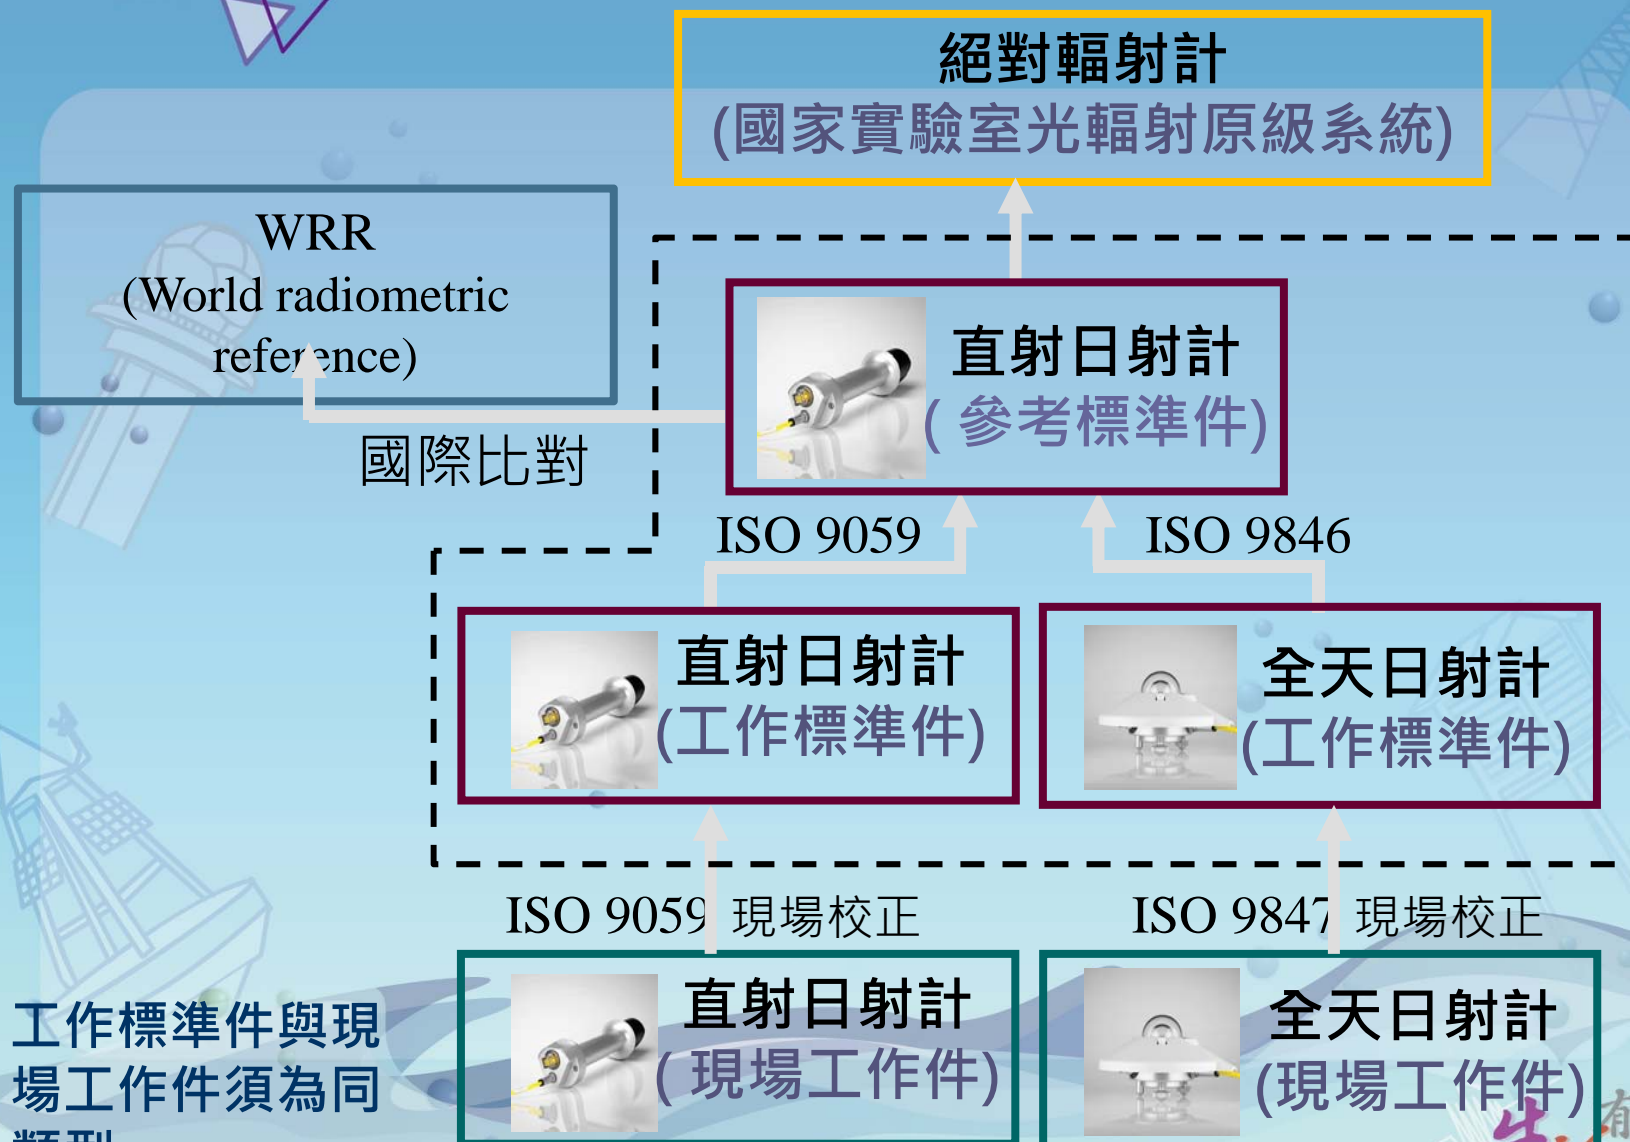 絕對輻射計
(國家實驗室光輻射原級系統)
WRR
(World radiometric
reference)
直射日射計
( 參考標準件)
國際比對
ISO 9059
ISO 9846
直射日射計
(工作標準件)
全天日射計
(工作標準件)
ISO 9059 現場校正
ISO 9847 現場校正
直射日射計
( 現場工作件)
全天日射計
(現場工作件)
工作標準件與現
場工作件須為同
類型